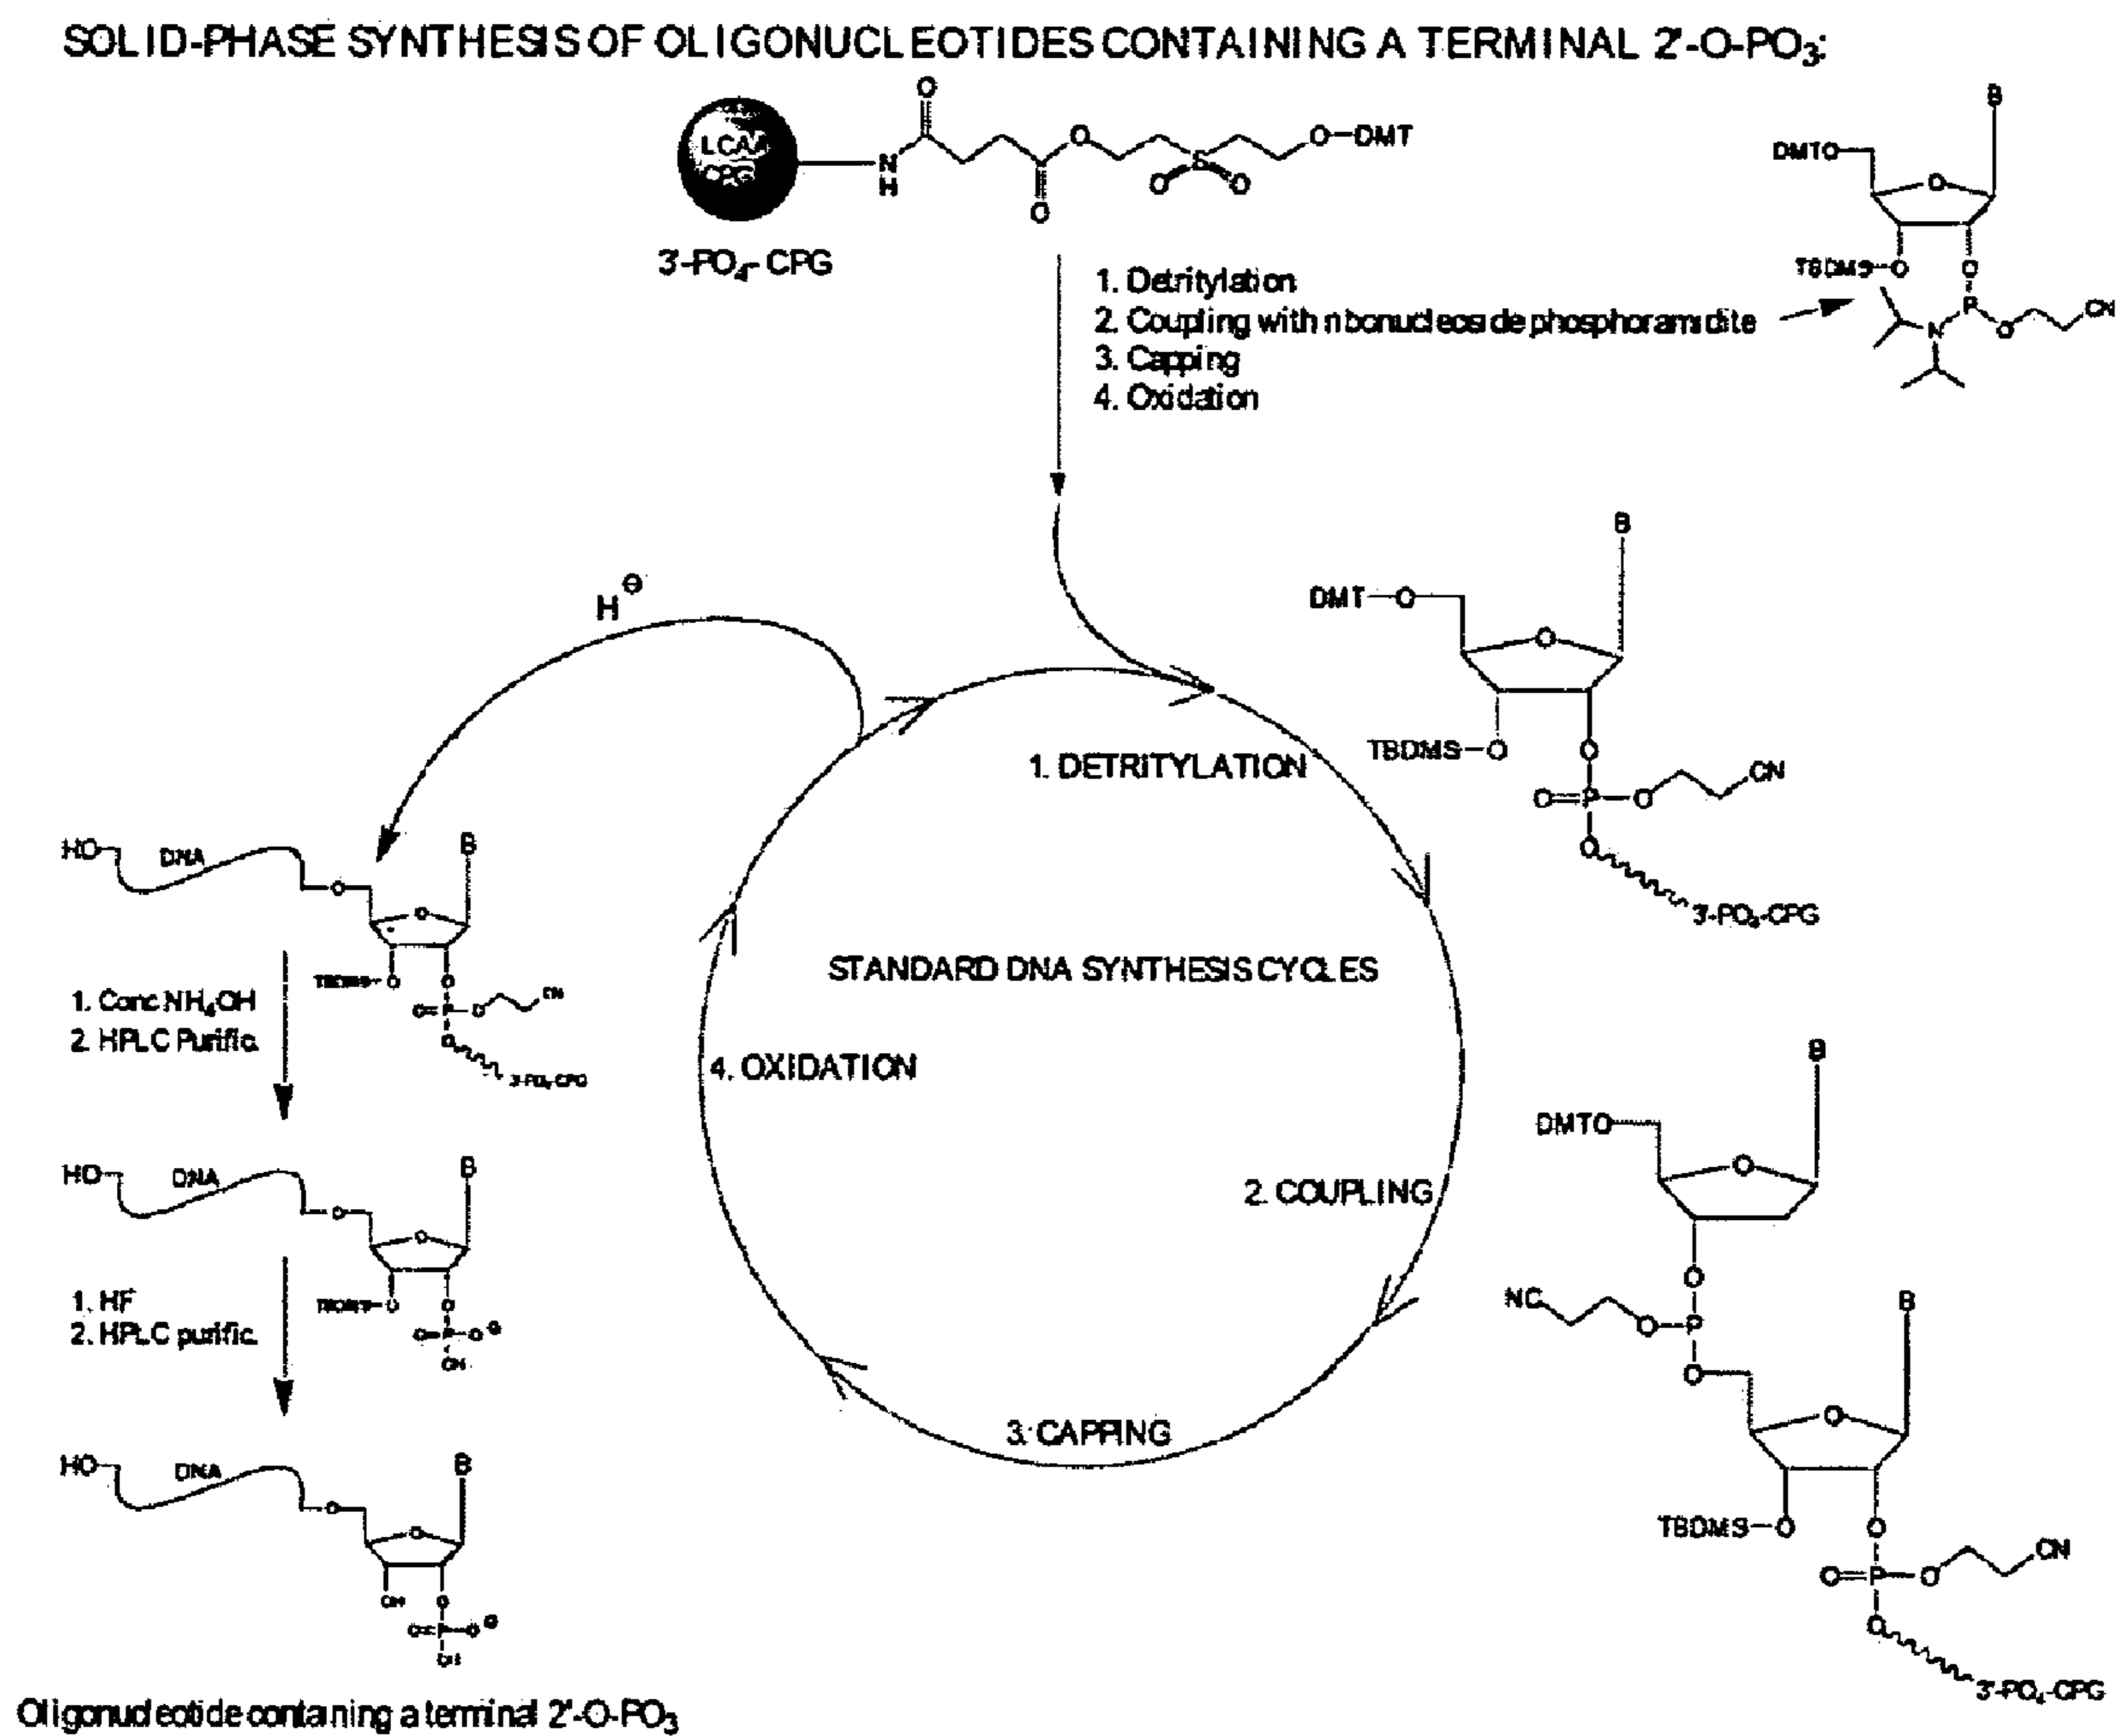 SOLID-PHASE SYNTHESIS OF OLIGONUCLEOTIDES CONTAINING A TERMINAL 2'-O-PO3:
LCAA
CPG
N
H
O
O
O
S
O
O
O-DMT
3'-PO4-CPG
B
DMTO
O
TBDMS-O
O
P
N
O
CN
1. Detritylation
2. Coupling with ribonucleoside phosphoramidite
3. Capping
4. Oxidation
H⊖
B
DMT-O
O
TBDMS-O
O
O=P-O
CN
O
3'-PO4-CPG
1. DETRITYLATION
STANDARD DNA SYNTHESIS CYCLES
2. COUPLING
3. CAPPING
4. OXIDATION
HO
DNA
O
B
O
TBDMS-O
O
O=P-O
CN
O
3'-PO4-CPG
1. Conc NH4OH
2. HPLC Purific.
HO
DNA
O
B
O
TBDMS-O
O
O=P-O⊖
OH
1. HF
2. HPLC purific.
HO
DNA
O
B
O
OH
O
O=P-O⊖
OH
Oligonucleotide containing a terminal 2'-O-PO3
B
DMTO
O
O
NC
O-P
O
B
O
TBDMS-O
O
O=P-O
CN
O
3'-PO4-CPG